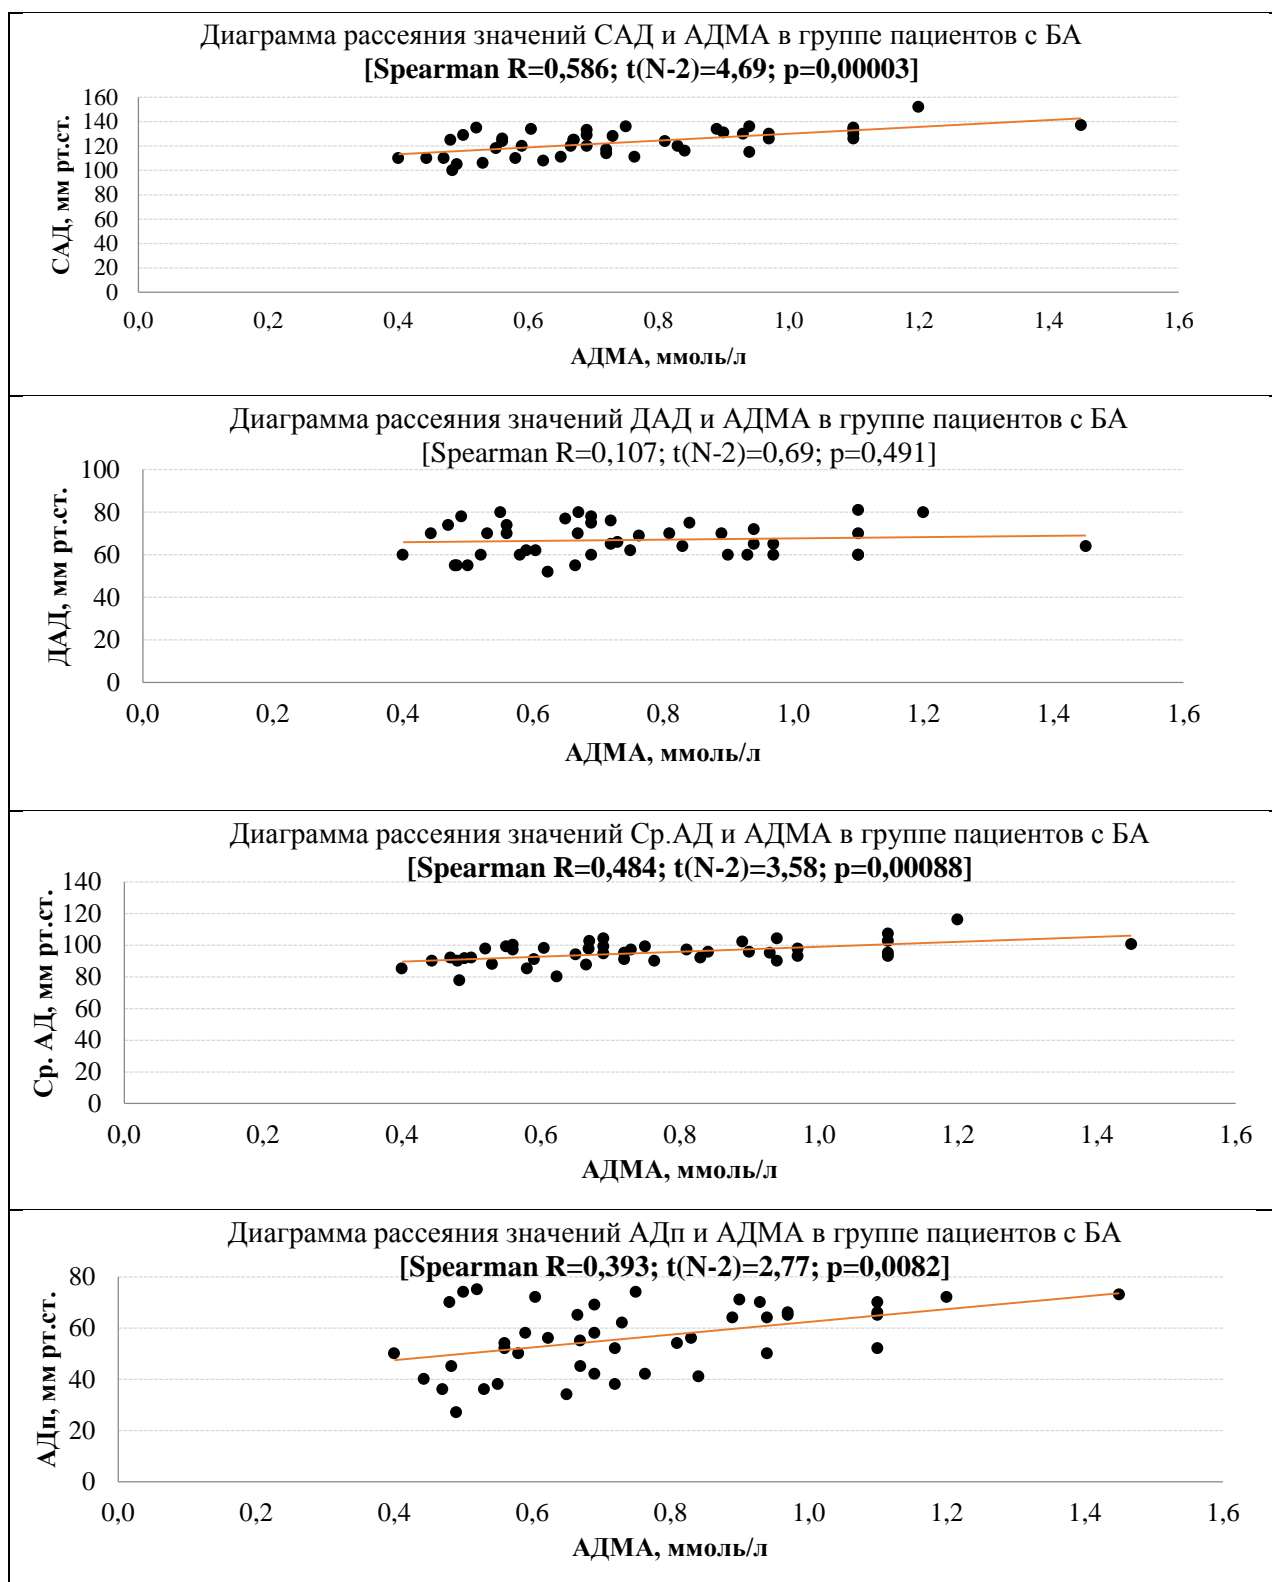 Диаграмма рассеяния значений САД и АДМА в группе пациентов с БА
[Spearman R=0,586; t(N-2)=4,69; p=0,00003]
САД, мм рт.ст.
160
140
120
100
80
60
40
20
0
0,0 0,2 0,4 0,6 0,8 1,0 1,2 1,4 1,6
АДМА, ммоль/л
Диаграмма рассеяния значений ДАД и АДМА в группе пациентов с БА
[Spearman R=0,107; t(N-2)=0,69; p=0,491]
ДАД, мм рт.ст.
100
80
60
40
20
0
0,0 0,2 0,4 0,6 0,8 1,0 1,2 1,4 1,6
АДМА, ммоль/л
Диаграмма рассеяния значений Ср.АД и АДМА в группе пациентов с БА
[Spearman R=0,484; t(N-2)=3,58; p=0,00088]
Ср. АД, мм рт.ст.
140
120
100
80
60
40
20
0
0,0 0,2 0,4 0,6 0,8 1,0 1,2 1,4 1,6
АДМА, ммоль/л
Диаграмма рассеяния значений АДп и АДМА в группе пациентов с БА
[Spearman R=0,393; t(N-2)=2,77; p=0,0082]
АДп, мм рт.ст.
80
60
40
20
0
0,0 0,2 0,4 0,6 0,8 1,0 1,2 1,4 1,6
АДМА, ммоль/л